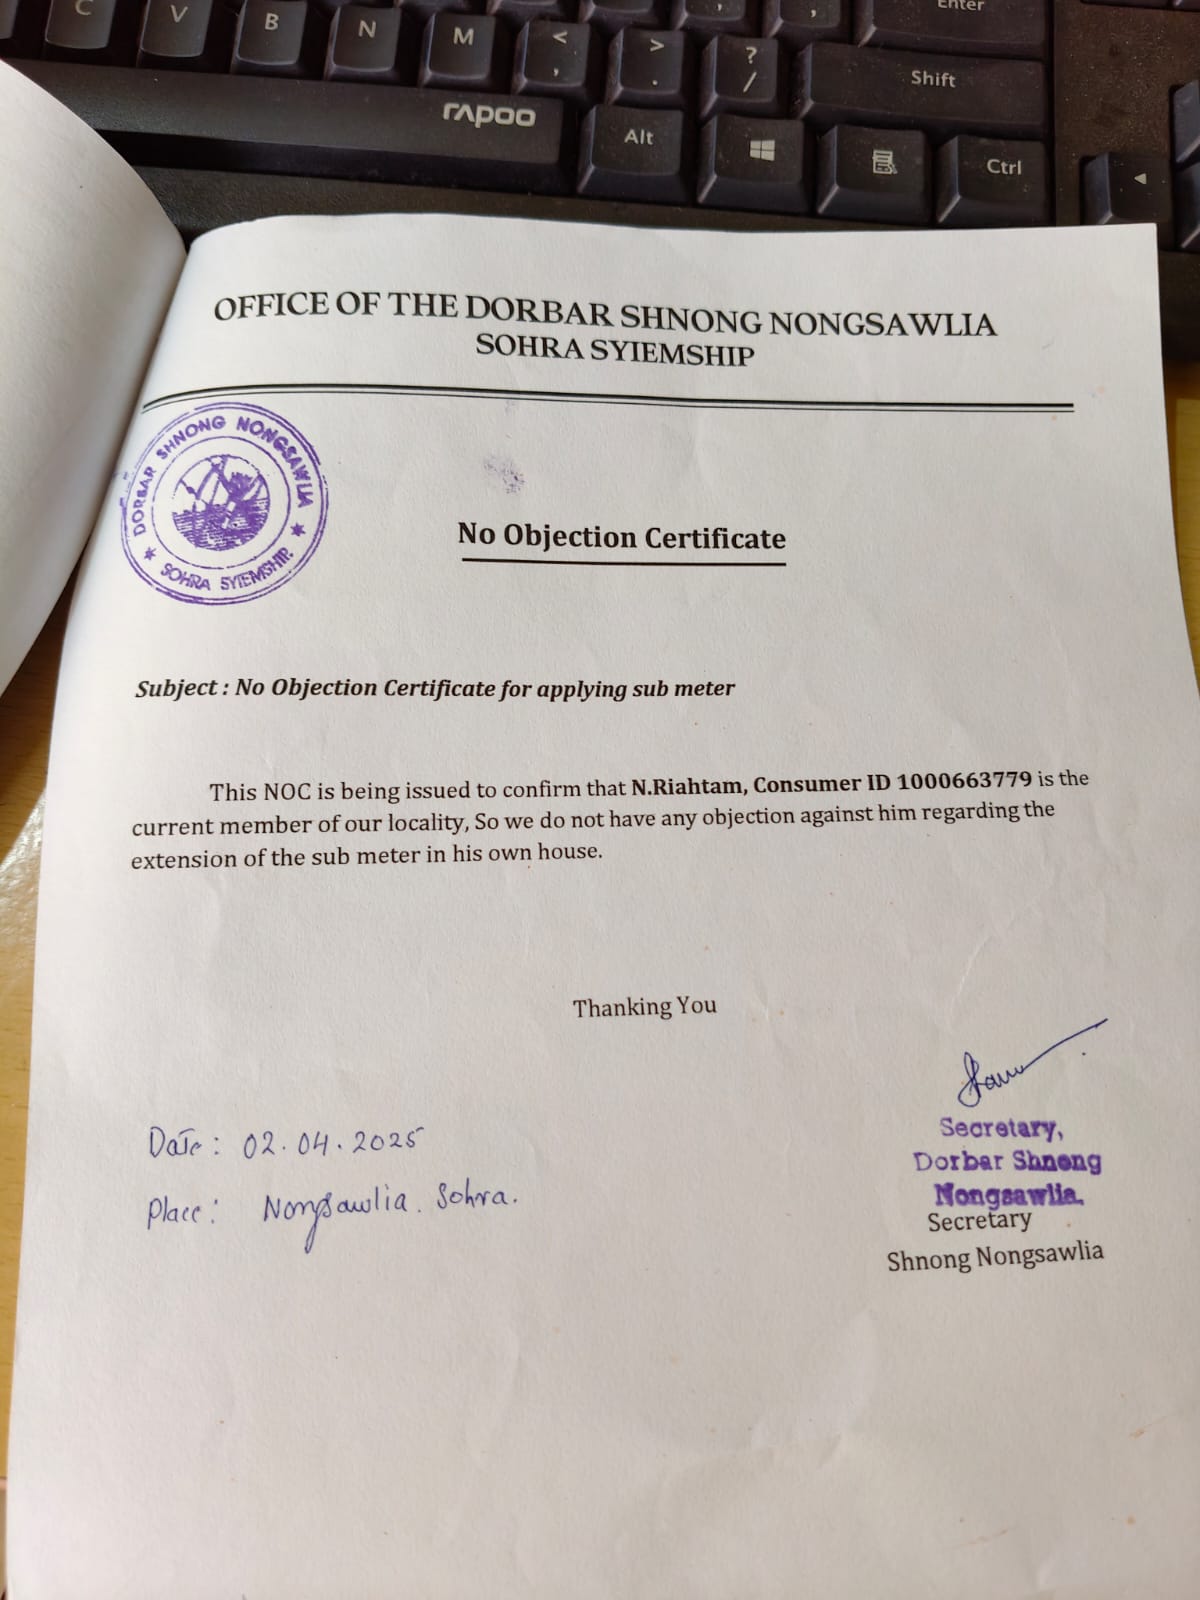 Enter
C V B N M < , > . ? / Shift
rapoo Alt Ctrl
OFFICE OF THE DORBAR SHNONG NONGSAWLIA
SOHRA SYIEMSHIP
DORBAR SHNONG NONGSAWLIA
SOHRA SYIEMSHIP.
No Objection Certificate
Subject : No Objection Certificate for applying sub meter
This NOC is being issued to confirm that N.Riahtam, Consumer ID 1000663779 is the
current member of our locality, So we do not have any objection against him regarding the
extension of the sub meter in his own house.
Thanking You
Secretary,
Date : 02.04.2025
Dorbar Shnong
Place : Nongsawlia. Sohra.
Nongsawlia.
Secretary
Shnong Nongsawlia